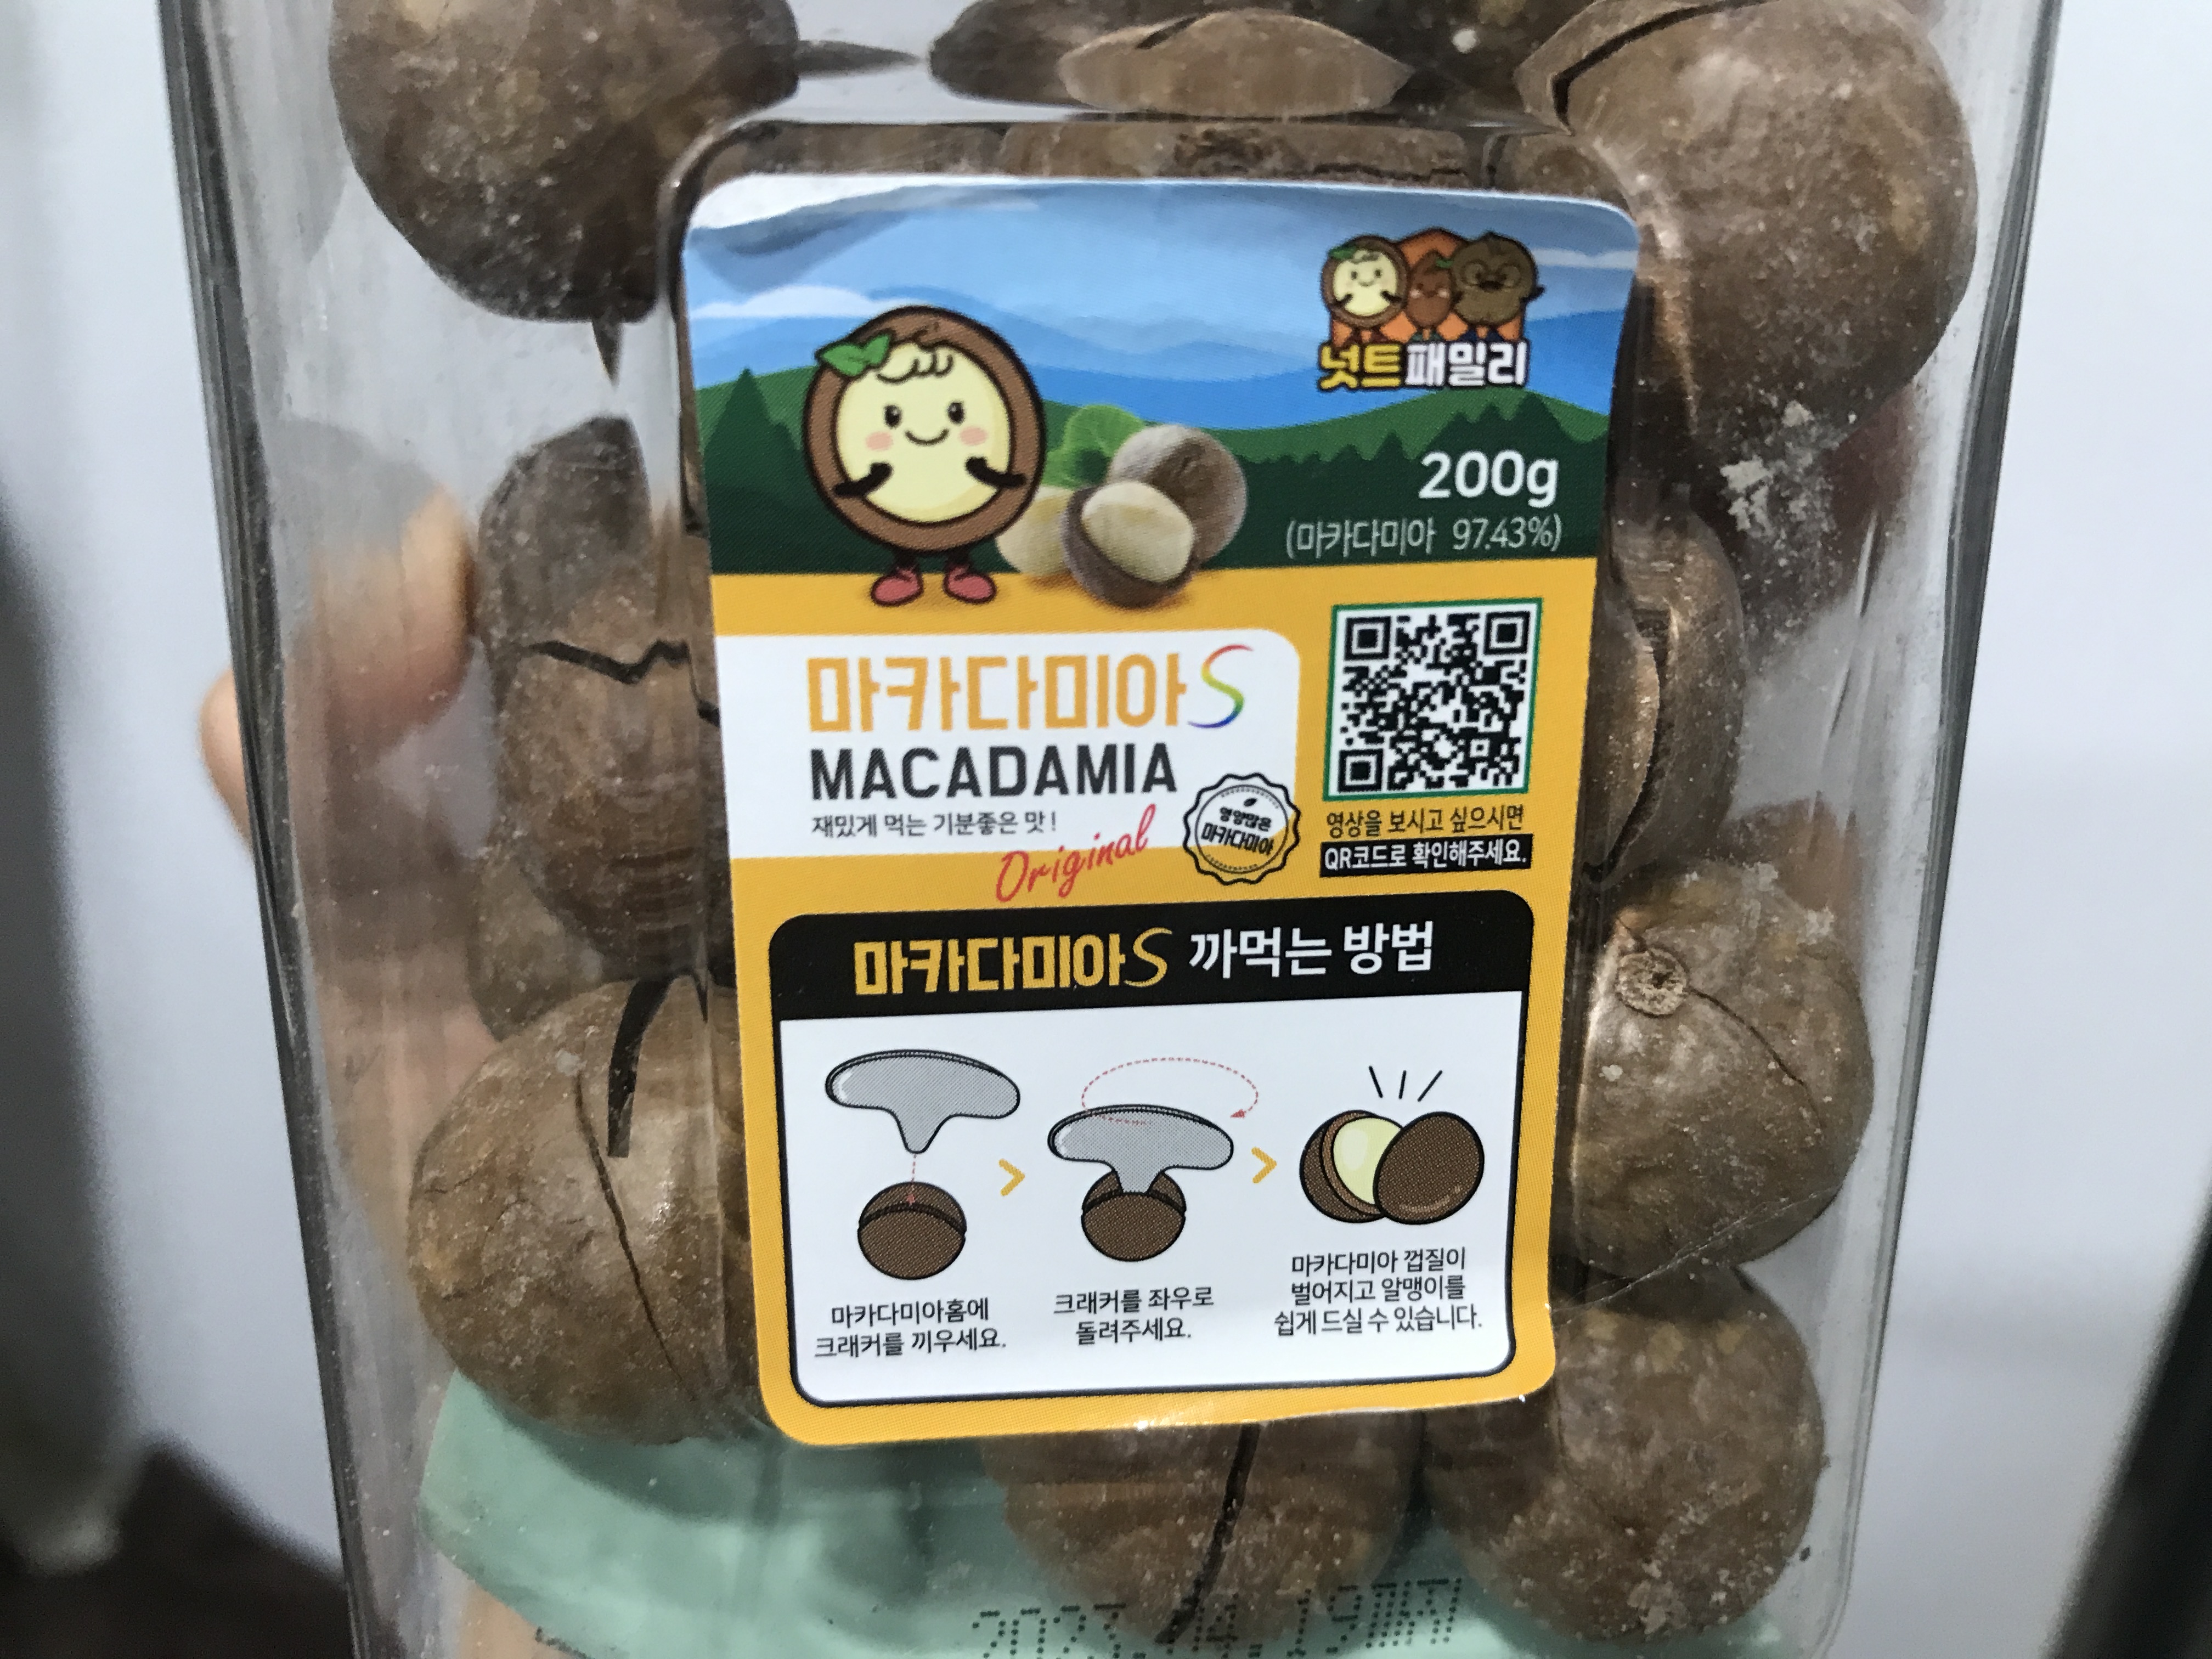 넛트패밀리
200g
(마카다미아 97.43%)
마카다미아S
MACADAMIA
재밌게 먹는 기분좋은 맛!
Original
영양많은
마카다미아
영상을 보시고 싶으시면
QR코드로 확인해주세요.
마카다미아S 까먹는 방법
마카다미아홈에
크래커를 끼우세요.
크래커를 좌우로
돌려주세요.
마카다미아 껍질이
벌어지고 알맹이를
쉽게 드실 수 있습니다.
2023.04.19까지